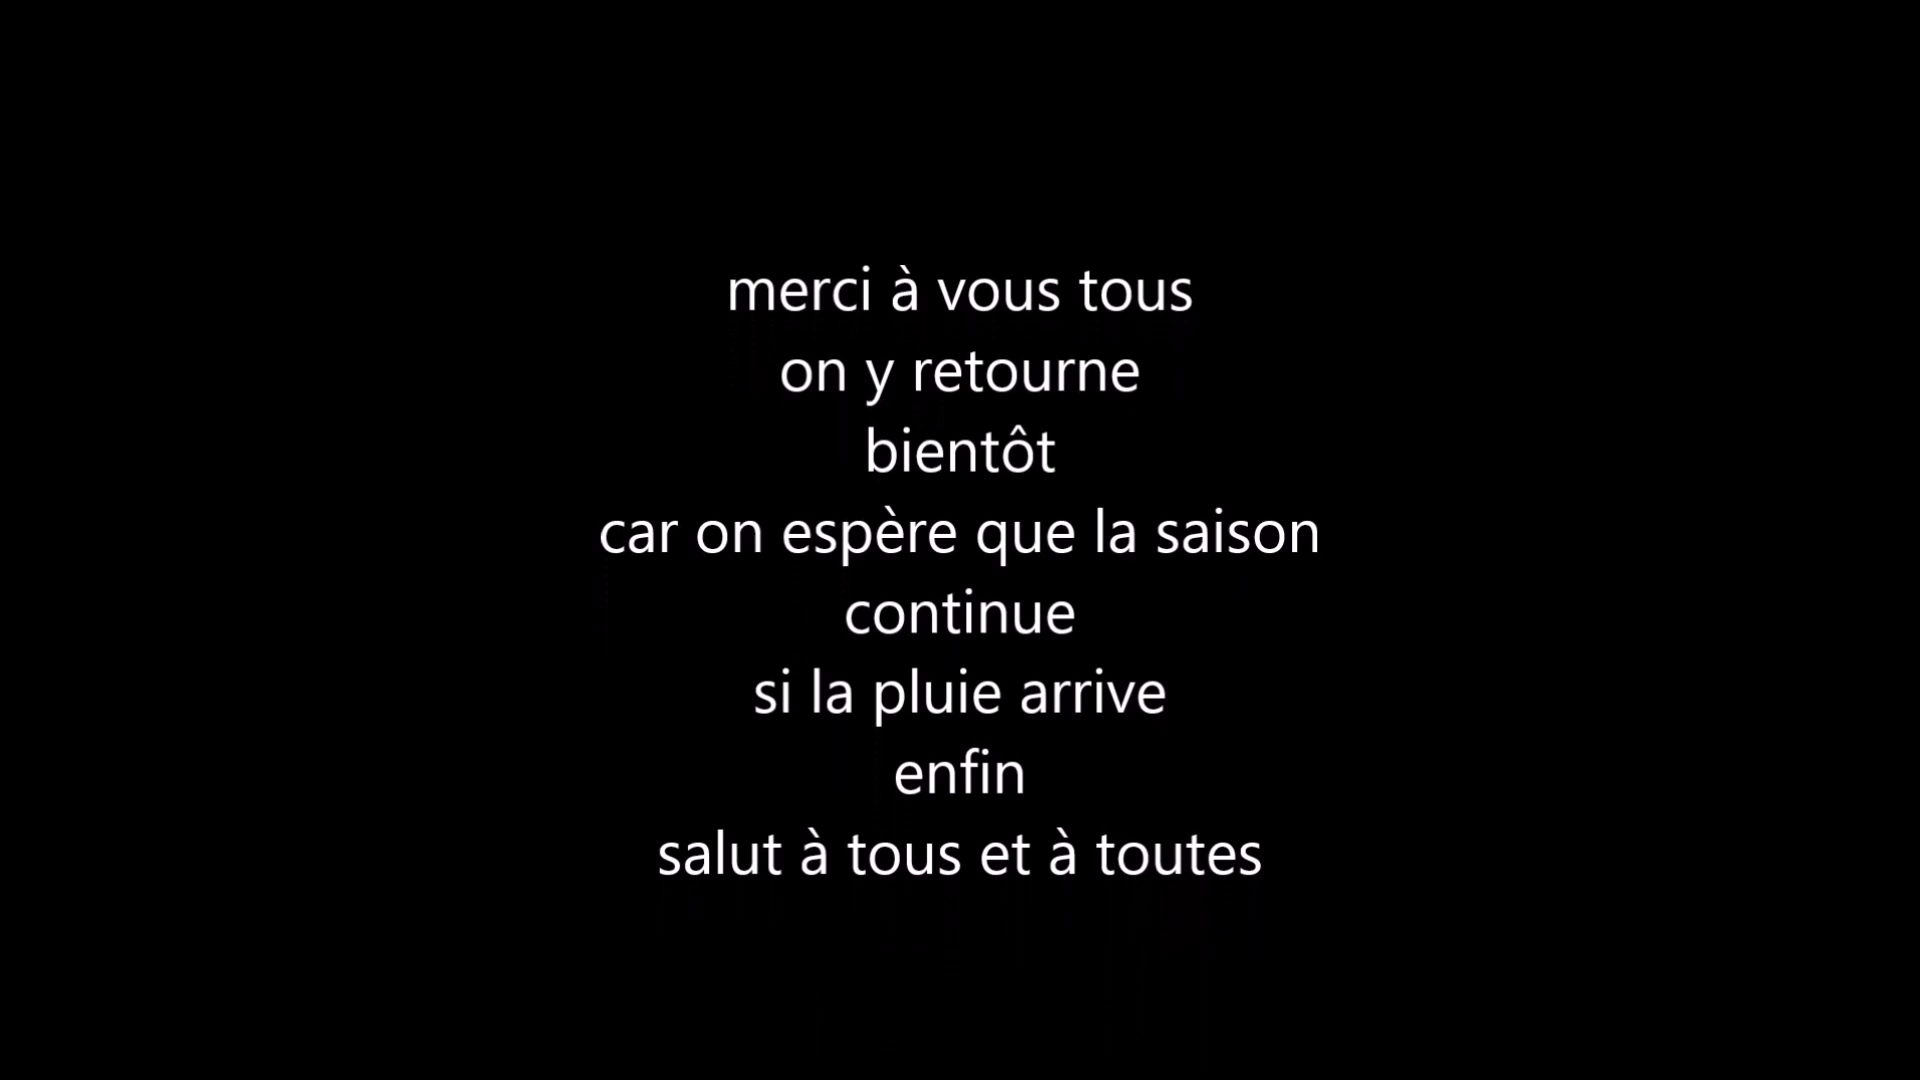 merci à vous tous
on y retourne
bientôt
car on espère que la saison
continue
si la pluie arrive
enfin
salut à tous et à toutes